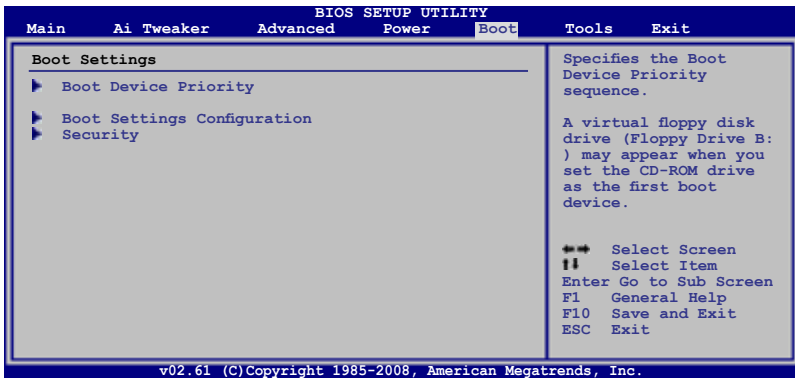 BIOS SETUP UTILITY
Main Ai Tweaker Advanced Power Boot Tools Exit
Boot Settings
Boot Device Priority
Boot Settings Configuration
Security
Specifies the Boot
Device Priority
sequence.
A virtual floppy disk
drive (Floppy Drive B:
) may appear when you
set the CD-ROM drive
as the first boot
device.
←→ Select Screen
↑↓ Select Item
Enter Go to Sub Screen
F1 General Help
F10 Save and Exit
ESC Exit
v02.61 (C)Copyright 1985-2008, American Megatrends, Inc.